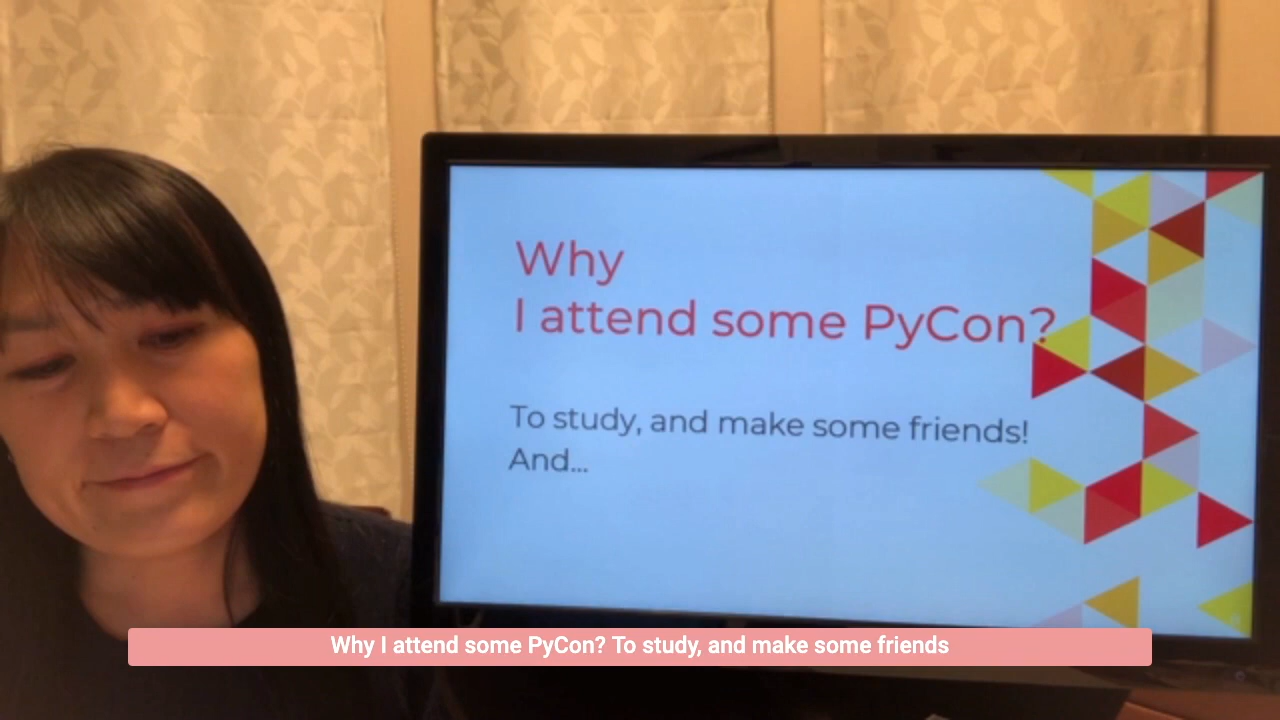 Why
I attend some PyCon?
To study, and make some friends!
And...
Why I attend some PyCon? To study, and make some friends